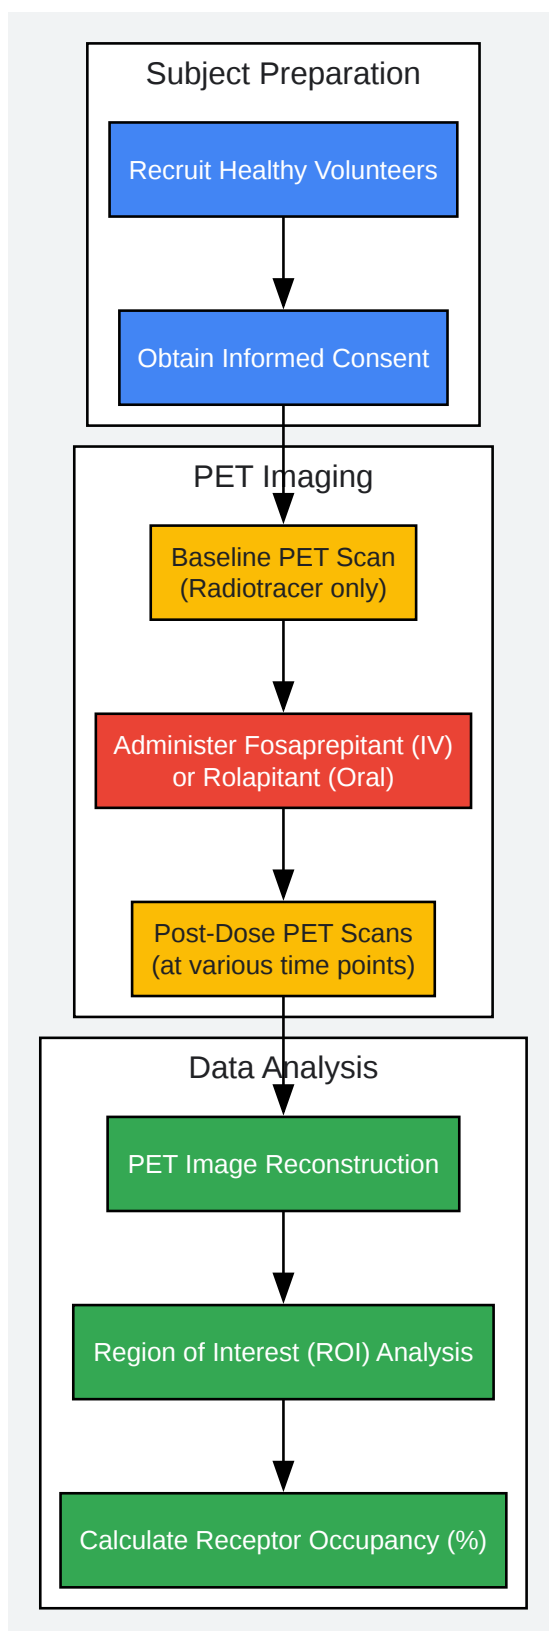 Subject Preparation
Recruit Healthy Volunteers
Obtain Informed Consent
PET Imaging
Baseline PET Scan
(Radiotracer only)
Administer Fosaprepitant (IV)
or Rolapitant (Oral)
Post-Dose PET Scans
(at various time points)
Data Analysis
PET Image Reconstruction
Region of Interest (ROI) Analysis
Calculate Receptor Occupancy (%)